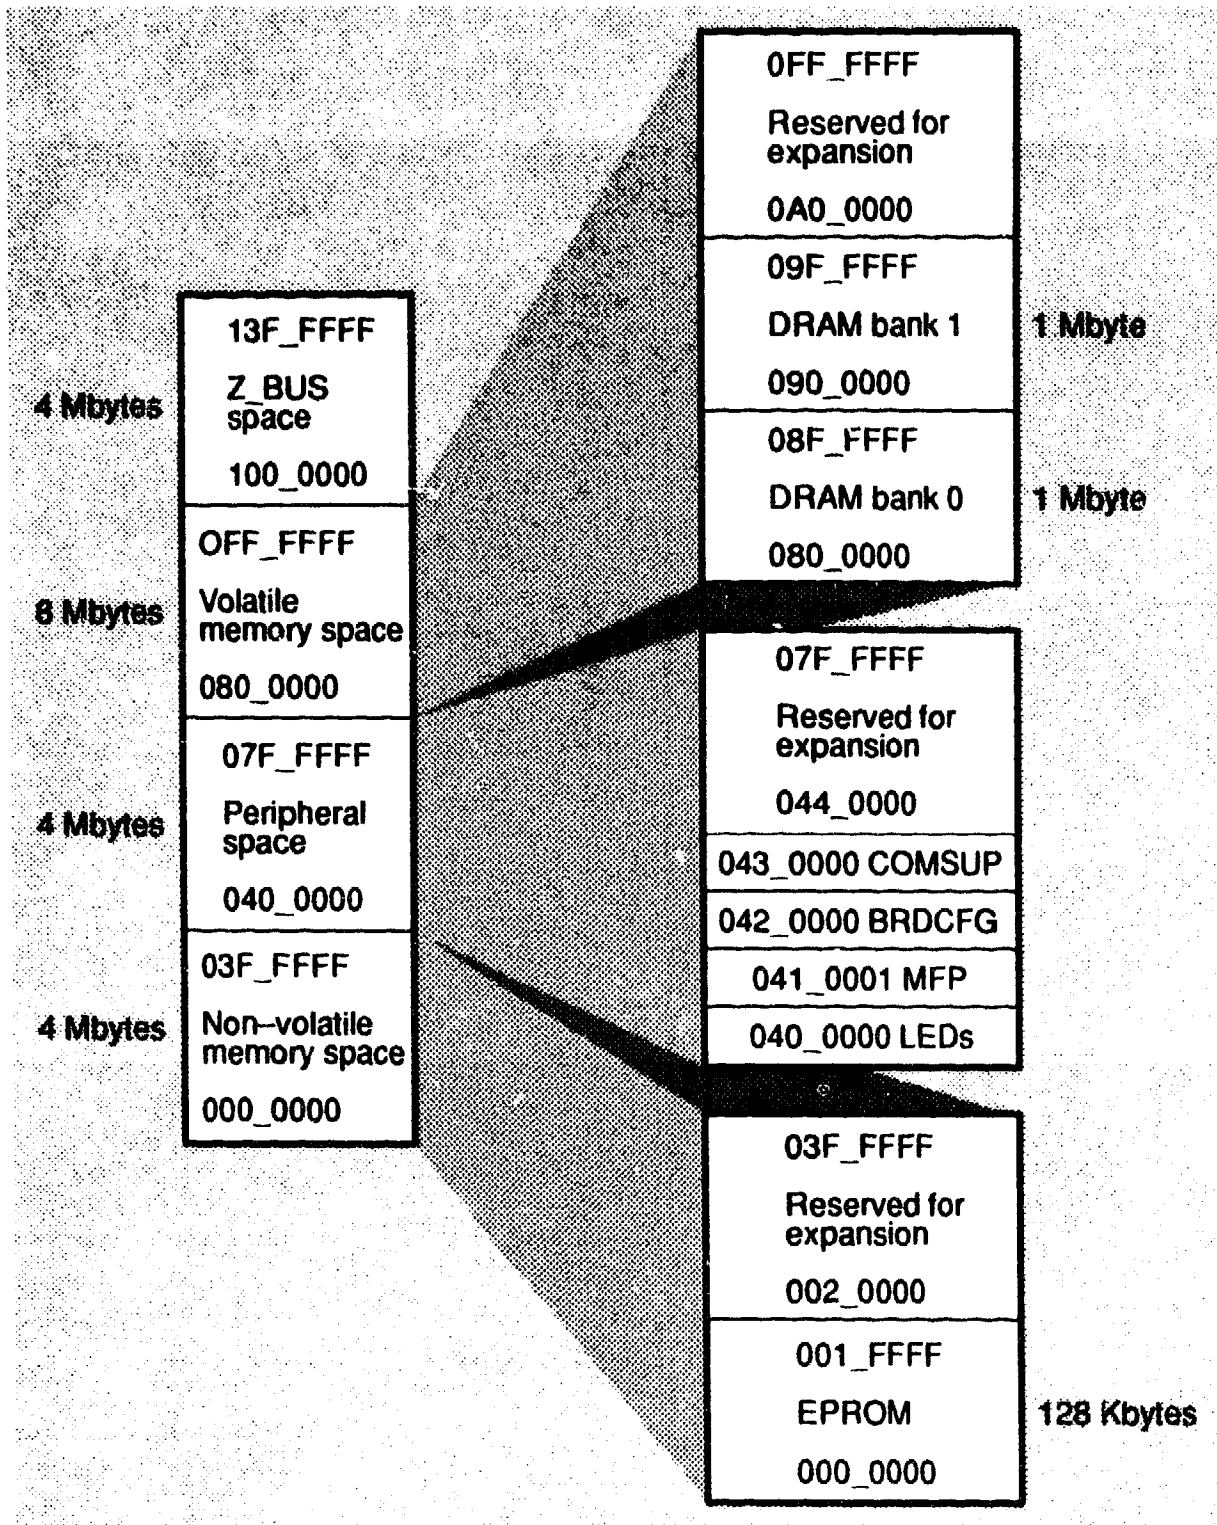 13F_FFFF
Z_BUS
space
100_0000
4 Mbytes
OFF_FFFF
Volatile
memory space
080_0000
8 Mbytes
07F_FFFF
Peripheral
space
040_0000
4 Mbytes
03F_FFFF
Non-volatile
memory space
000_0000
4 Mbytes
0FF_FFFF
Reserved for
expansion
0A0_0000
09F_FFFF
DRAM bank 1
090_0000
1 Mbyte
08F_FFFF
DRAM bank 0
080_0000
1 Mbyte
07F_FFFF
Reserved for
expansion
044_0000
043_0000 COMSUP
042_0000 BRDCFG
041_0001 MFP
040_0000 LEDs
03F_FFFF
Reserved for
expansion
002_0000
001_FFFF
EPROM
000_0000
128 Kbytes